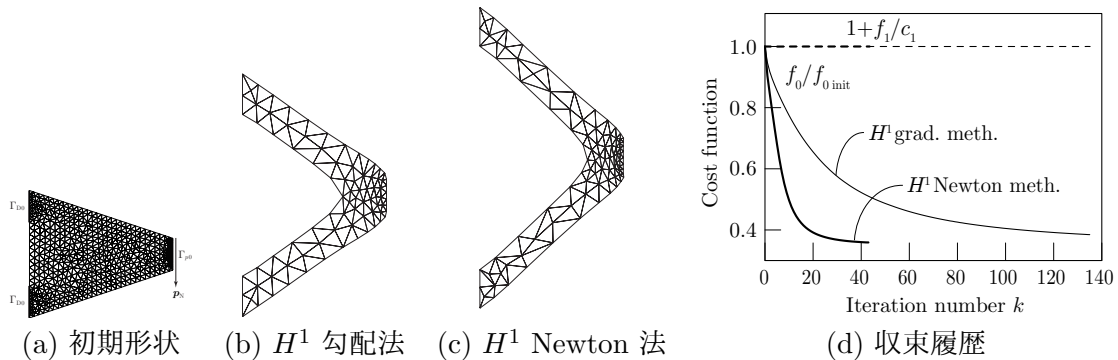 Γ_D0
Γ_D0
Γ_p0
p_N
(a) 初期形状
(b) H^1 勾配法
(c) H^1 Newton 法
1+f_1/c_1
f_0/f_0 init
H^1 grad. meth.
H^1 Newton meth.
Cost function
1.0
0.8
0.6
0.4
0 20 40 60 80 100 120 140
Iteration number k
(d) 収束履歴